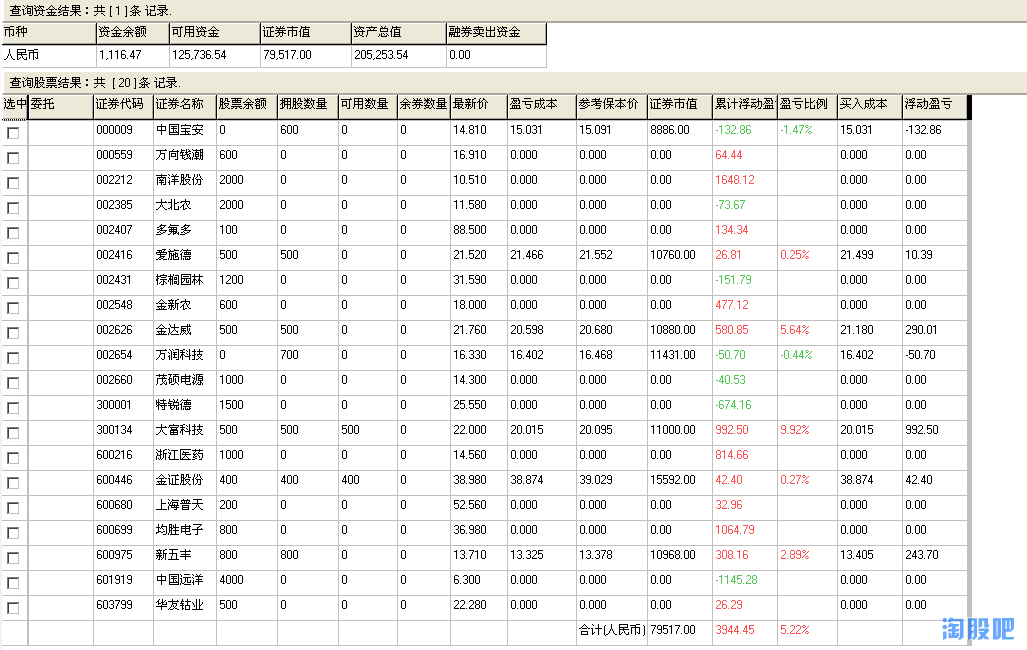 查询资金结果：共 [ 1 ] 条 记录.
币种 资金余额 可用资金 证券市值 资产总值 融券卖出资金
人民币 1,116.47 125,736.54 79,517.00 205,253.54 0.00
查询股票结果：共 [ 20 ] 条 记录.
选中 委托 证券代码 证券名称 股票余额 拥股数量 可用数量 余券数量 最新价 盈亏成本 参考保本价 证券市值 累计浮动盈 盈亏比例 买入成本 浮动盈亏
000009 中国宝安 0 600 0 0 14.810 15.031 15.091 8886.00 -132.86 -1.47% 15.031 -132.86
000559 万向钱潮 600 0 0 0 16.910 0.000 0.000 0.00 64.44 0.000 0.00
002212 南洋股份 2000 0 0 0 10.510 0.000 0.000 0.00 1648.12 0.000 0.00
002385 大北农 2000 0 0 0 11.580 0.000 0.000 0.00 -73.67 0.000 0.00
002407 多氟多 100 0 0 0 88.500 0.000 0.000 0.00 134.34 0.000 0.00
002416 爱施德 500 500 0 0 21.520 21.466 21.552 10760.00 26.81 0.25% 21.499 10.39
002431 棕榈园林 1200 0 0 0 31.590 0.000 0.000 0.00 -151.79 0.000 0.00
002548 金新农 600 0 0 0 18.000 0.000 0.000 0.00 477.12 0.000 0.00
002626 金达威 500 500 0 0 21.760 20.598 20.680 10880.00 580.85 5.64% 21.180 290.01
002654 万润科技 0 700 0 0 16.330 16.402 16.468 11431.00 -50.70 -0.44% 16.402 -50.70
002660 茂硕电源 1000 0 0 0 14.300 0.000 0.000 0.00 -40.53 0.000 0.00
300001 特锐德 1500 0 0 0 25.550 0.000 0.000 0.00 -674.16 0.000 0.00
300134 大富科技 500 500 500 0 22.000 20.015 20.095 11000.00 992.50 9.92% 20.015 992.50
600216 浙江医药 1000 0 0 0 14.560 0.000 0.000 0.00 814.66 0.000 0.00
600446 金证股份 400 400 400 0 38.980 38.874 39.029 15592.00 42.40 0.27% 38.874 42.40
600680 上海普天 200 0 0 0 52.560 0.000 0.000 0.00 32.96 0.000 0.00
600699 均胜电子 800 0 0 0 36.980 0.000 0.000 0.00 1064.79 0.000 0.00
600975 新五丰 800 800 0 0 13.710 13.325 13.378 10968.00 308.16 2.89% 13.405 243.70
601919 中国远洋 4000 0 0 0 6.300 0.000 0.000 0.00 -1145.28 0.000 0.00
603799 华友钴业 500 0 0 0 22.280 0.000 0.000 0.00 26.29 0.000 0.00
合计(人民币) 79517.00 3944.45 5.22%
淘股吧